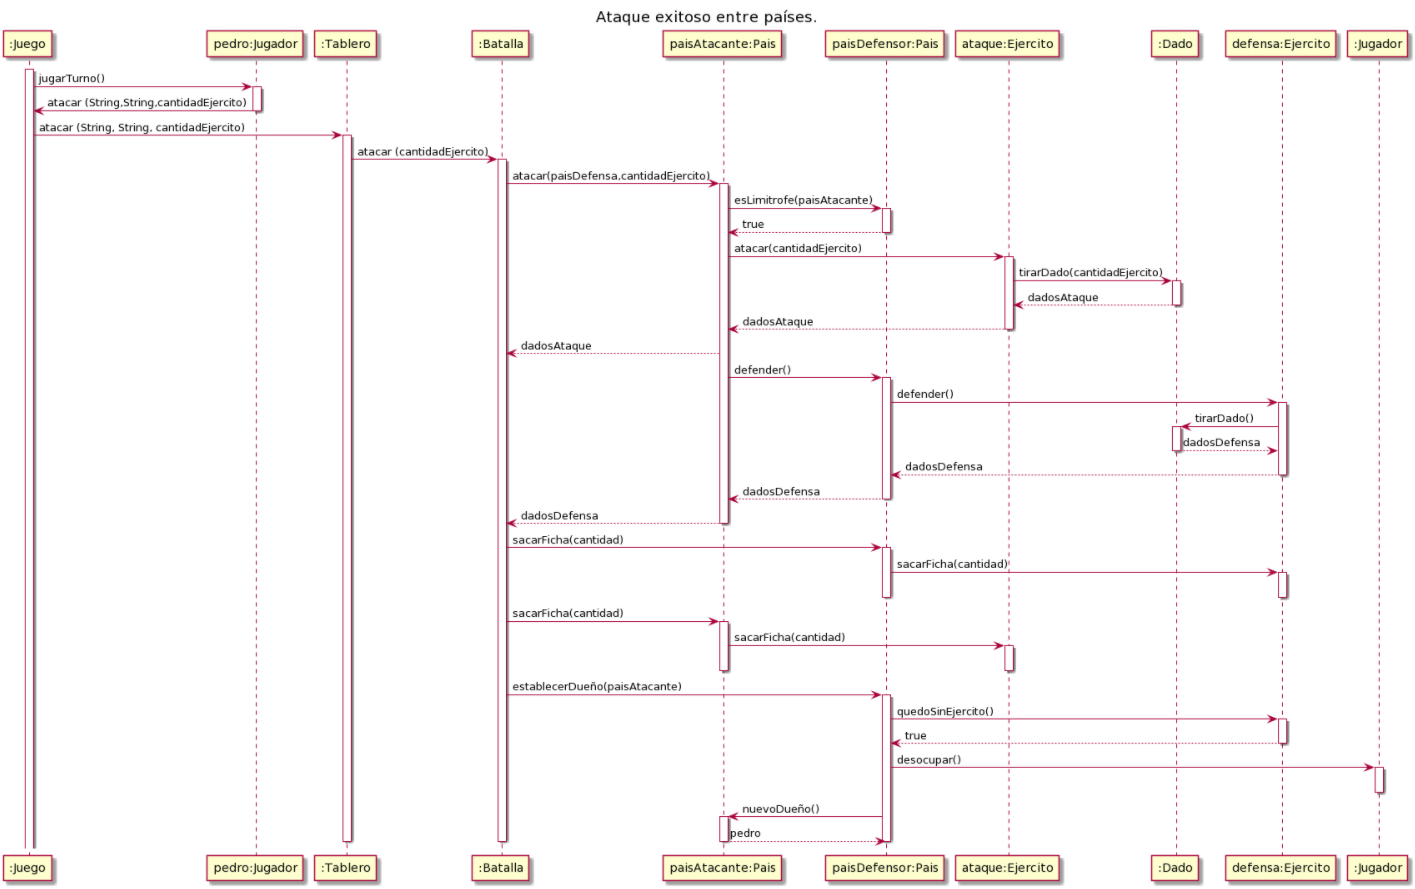 Ataque exitoso entre países.
:Juego pedro:Jugador :Tablero :Batalla paisAtacante:Pais paisDefensor:Pais ataque:Ejercito :Dado defensa:Ejercito :Jugador
jugarTurno()
atacar (String,String,cantidadEjercito)
atacar (String, String, cantidadEjercito)
atacar (cantidadEjercito)
atacar(paisDefensa,cantidadEjercito)
esLimitrofe(paisAtacante)
true
atacar(cantidadEjercito)
tirarDado(cantidadEjercito)
dadosAtaque
dadosAtaque
dadosAtaque
defender()
defender()
tirarDado()
dadosDefensa
dadosDefensa
dadosDefensa
dadosDefensa
sacarFicha(cantidad)
sacarFicha(cantidad)
sacarFicha(cantidad)
sacarFicha(cantidad)
establecerDueño(paisAtacante)
quedoSinEjercito()
true
desocupar()
nuevoDueño()
pedro
:Juego pedro:Jugador :Tablero :Batalla paisAtacante:Pais paisDefensor:Pais ataque:Ejercito :Dado defensa:Ejercito :Jugador